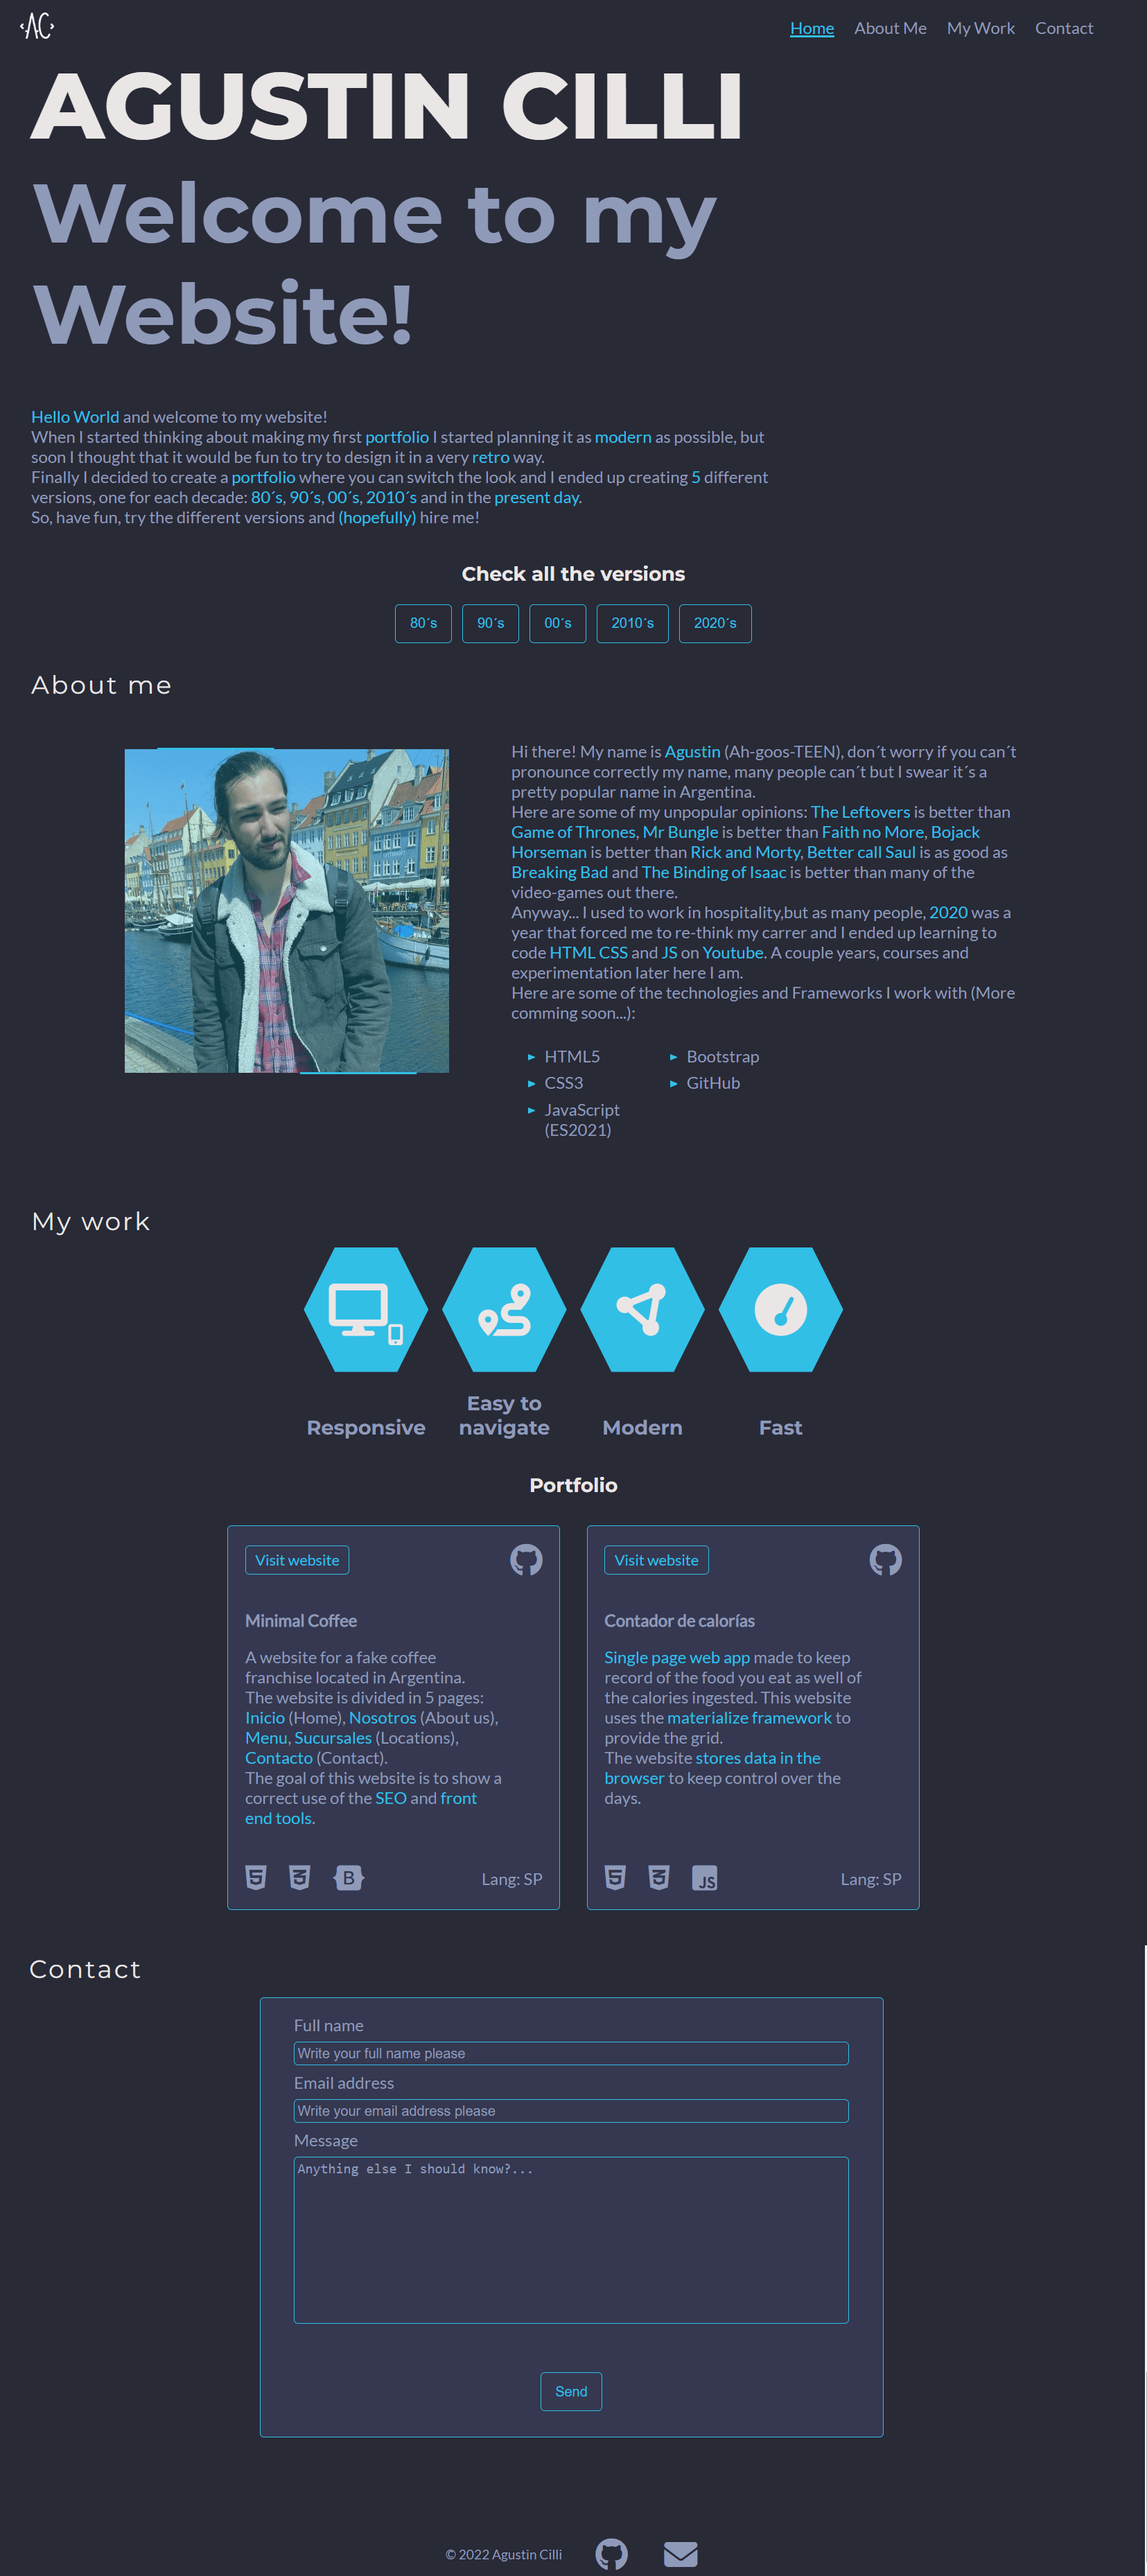 AC
Home About Me My Work Contact
AGUSTIN CILLI
Welcome to my
Website!
Hello World and welcome to my website!
When I started thinking about making my first portfolio I started planning it as modern as possible, but
soon I thought that it would be fun to try to design it in a very retro way.
Finally I decided to create a portfolio where you can switch the look and I ended up creating 5 different
versions, one for each decade: 80´s, 90´s, 00´s, 2010´s and in the present day.
So, have fun, try the different versions and (hopefully) hire me!
Check all the versions
80´s 90´s 00´s 2010´s 2020´s
About me
Hi there! My name is Agustin (Ah-goos-TEEN), don´t worry if you can´t
pronounce correctly my name, many people can´t but I swear it´s a
pretty popular name in Argentina.
Here are some of my unpopular opinions: The Leftovers is better than
Game of Thrones, Mr Bungle is better than Faith no More, Bojack
Horseman is better than Rick and Morty, Better call Saul is as good as
Breaking Bad and The Binding of Isaac is better than many of the
video-games out there.
Anyway... I used to work in hospitality,but as many people, 2020 was a
year that forced me to re-think my carrer and I ended up learning to
code HTML CSS and JS on Youtube. A couple years, courses and
experimentation later here I am.
Here are some of the technologies and Frameworks I work with (More
comming soon...):
HTML5
CSS3
JavaScript
(ES2021)
Bootstrap
GitHub
My work
Responsive
Easy to
navigate
Modern
Fast
Portfolio
Visit website
Minimal Coffee
A website for a fake coffee
franchise located in Argentina.
The website is divided in 5 pages:
Inicio (Home), Nosotros (About us),
Menu, Sucursales (Locations),
Contacto (Contact).
The goal of this website is to show a
correct use of the SEO and front
end tools.
5 3 B Lang: SP
Visit website
Contador de calorías
Single page web app made to keep
record of the food you eat as well of
the calories ingested. This website
uses the materialize framework to
provide the grid.
The website stores data in the
browser to keep control over the
days.
5 3 JS Lang: SP
Contact
Full name
Write your full name please
Email address
Write your email address please
Message
Anything else I should know?...
Send
© 2022 Agustin Cilli